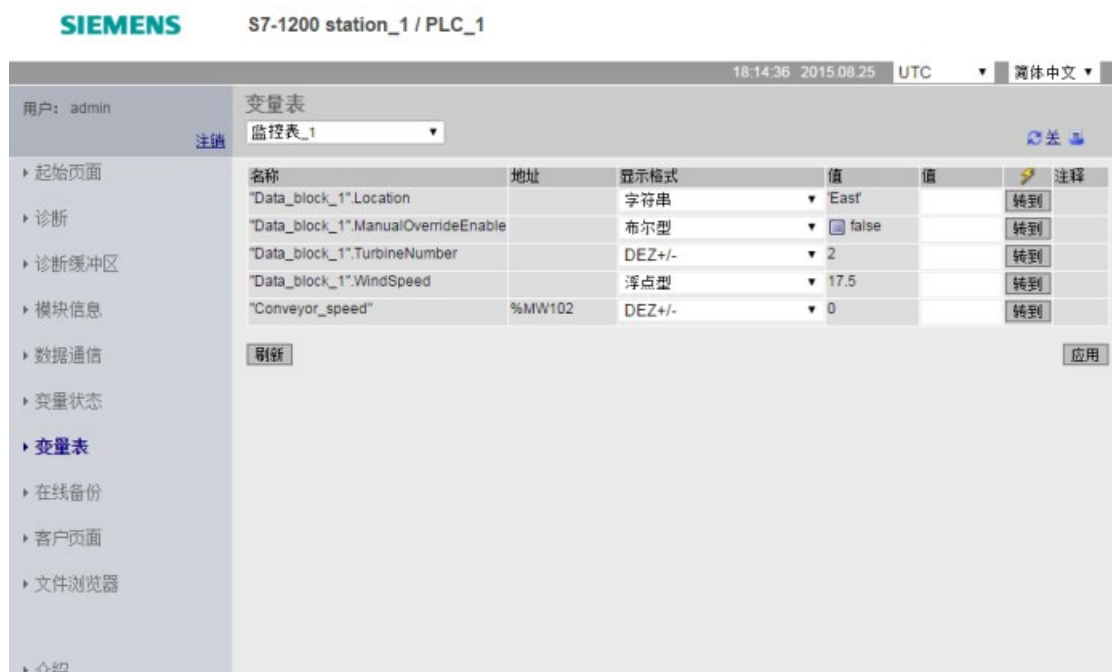 SIEMENS S7-1200 station_1 / PLC_1
18:14:36 2015.08.25 UTC 简体中文
用户: admin
注销
变量表
监控表_1
关
起始页面
诊断
诊断缓冲区
模块信息
数据通信
变量状态
变量表
在线备份
客户页面
文件浏览器
介绍
名称 地址 显示格式 值 值 注释
"Data_block_1".Location 字符串 'East' 转到
"Data_block_1".ManualOverrideEnable 布尔型 false 转到
"Data_block_1".TurbineNumber DEZ+/- 2 转到
"Data_block_1".WindSpeed 浮点型 17.5 转到
"Conveyor_speed" %MW102 DEZ+/- 0 转到
刷新 应用